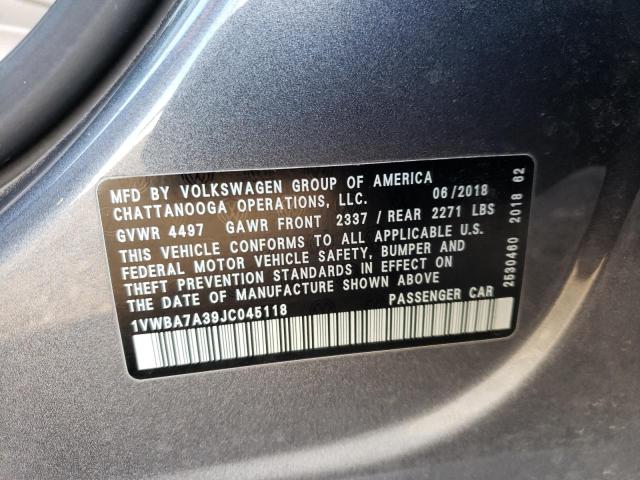 MFD BY VOLKSWAGEN GROUP OF AMERICA 06/2018
CHATTANOOGA OPERATIONS, LLC.
GVWR 4497 GAWR FRONT 2337 / REAR 2271 LBS
THIS VEHICLE CONFORMS TO ALL APPLICABLE U.S.
FEDERAL MOTOR VEHICLE SAFETY, BUMPER AND
THEFT PREVENTION STANDARDS IN EFFECT ON
THE DATE OF MANUFACTURE SHOWN ABOVE
1VWBA7A39JC045118 PASSENGER CAR
2530460 2018 62